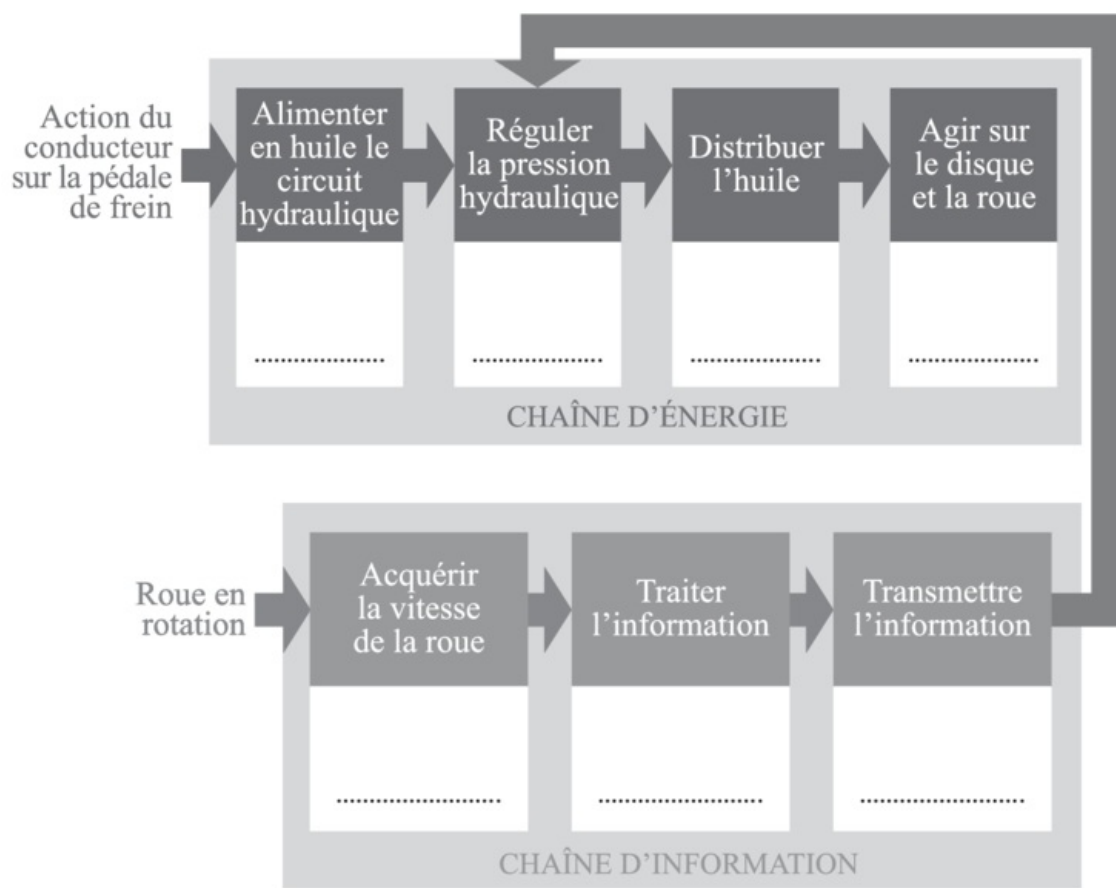 Action du
conducteur
sur la pédale
de frein
Alimenter
en huile le
circuit
hydraulique
Réguler
la pression
hydraulique
Distribuer
l’huile
Agir sur
le disque
et la roue
....................
....................
....................
....................
CHAÎNE D’ÉNERGIE
Roue en
rotation
Acquérir
la vitesse
de la roue
Traiter
l’information
Transmettre
l’information
..........................
..........................
..........................
CHAÎNE D’INFORMATION